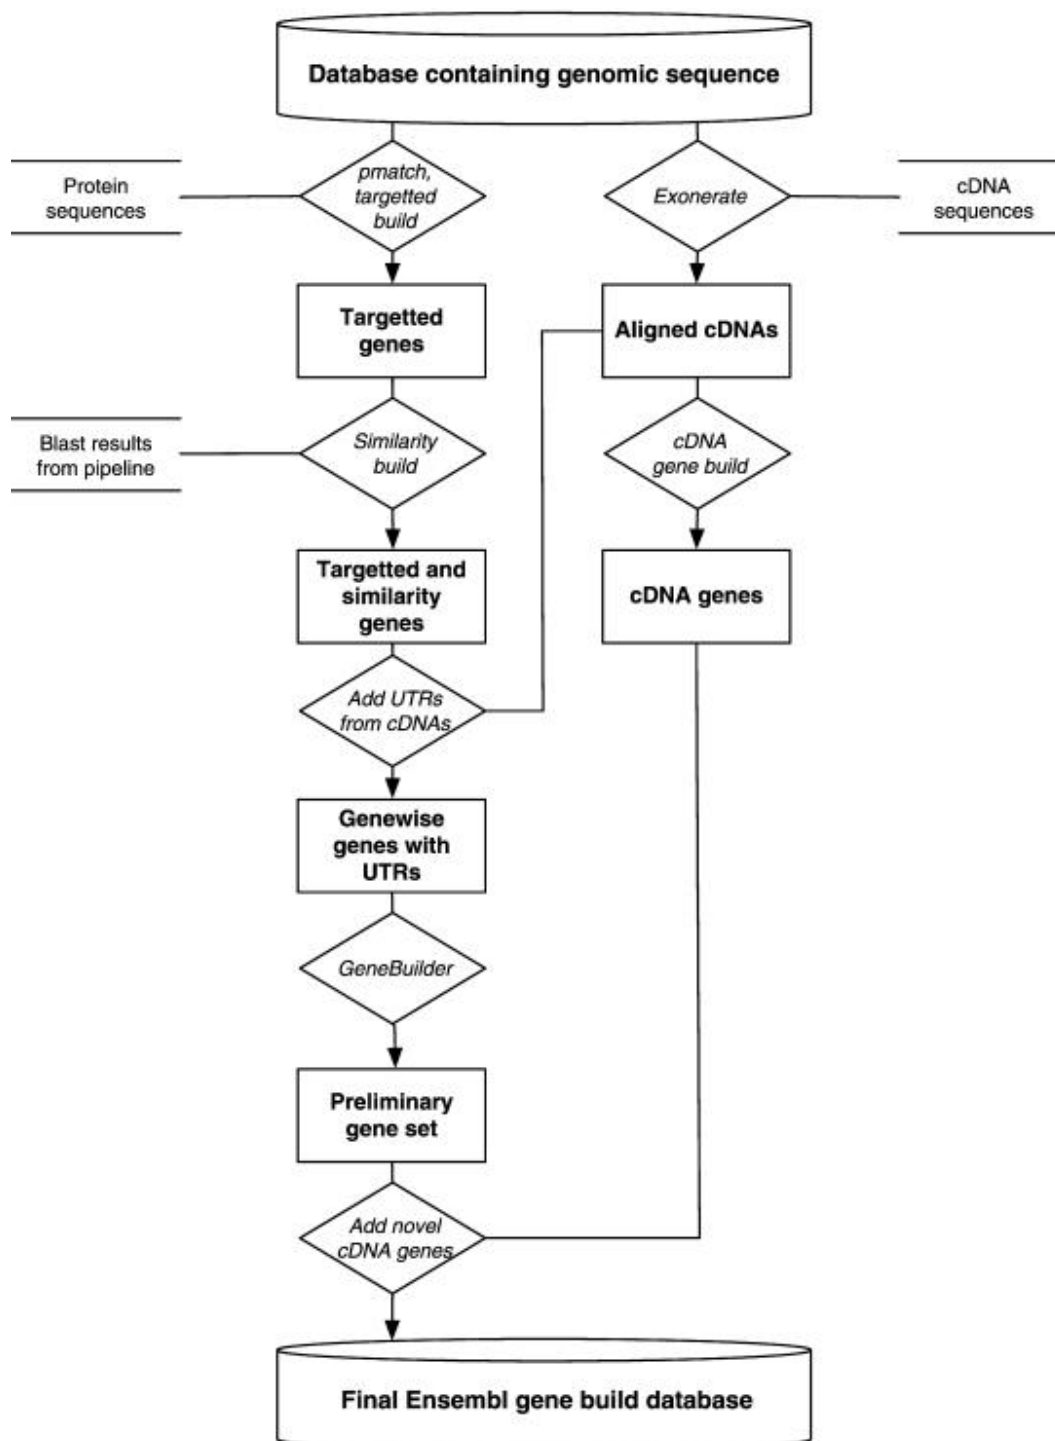 Database containing genomic sequence
Protein
sequences
pmatch,
targetted
build
Exonerate
cDNA
sequences
Targetted
genes
Aligned cDNAs
Blast results
from pipeline
Similarity
build
cDNA
gene build
Targetted and
similarity
genes
cDNA genes
Add UTRs
from cDNAs
Genewise
genes with
UTRs
GeneBuilder
Preliminary
gene set
Add novel
cDNA genes
Final Ensembl gene build database